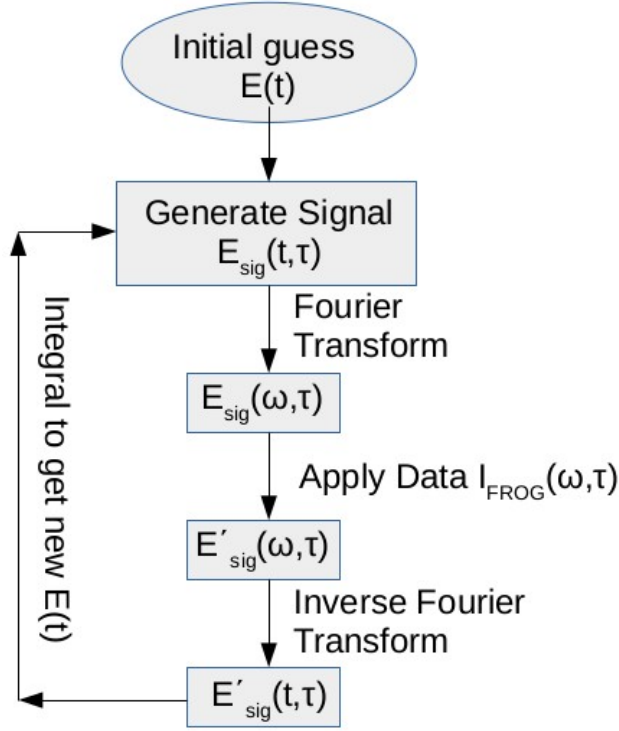 Initial guess
E(t)
Generate Signal
E_sig(t,τ)
Fourier
Transform
E_sig(ω,τ)
Apply Data I_FROG(ω,τ)
E´_sig(ω,τ)
Inverse Fourier
Transform
E´_sig(t,τ)
Integral to get new E(t)